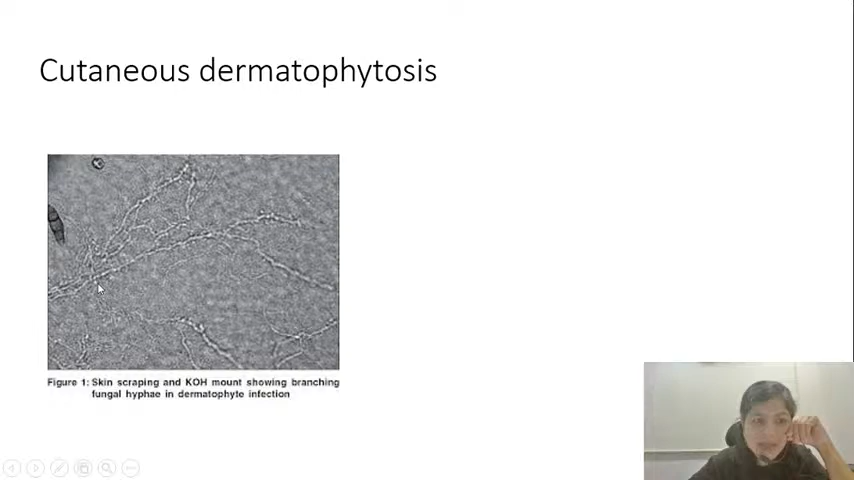 Cutaneous dermatophytosis
Figure 1: Skin scraping and KOH mount showing branching
fungal hyphae in dermatophyte infection